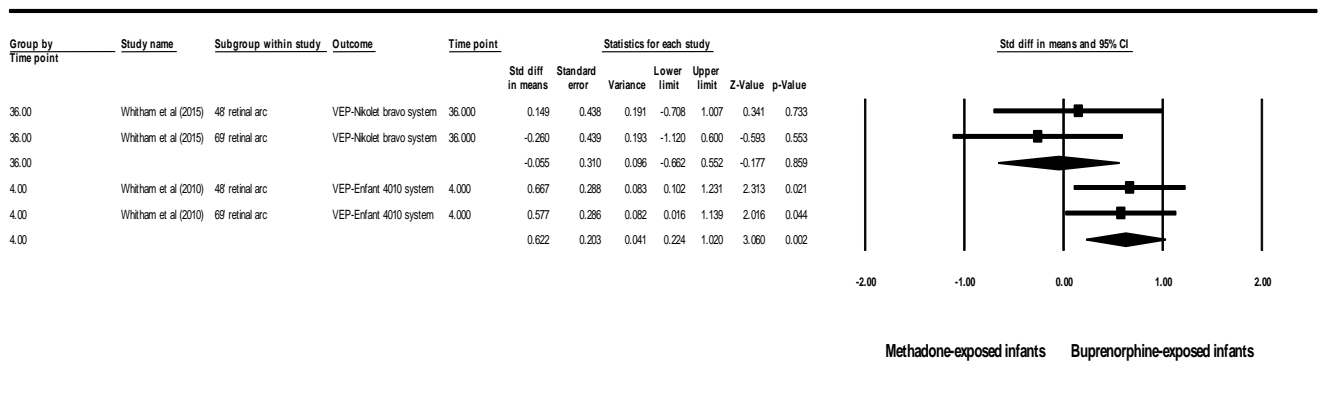 Group by Study name Subgroup within study Outcome Time point Statistics for each study Std diff in means and 95% CI
Time point
Std diff Standard Lower Upper
in means error Variance limit limit Z-Value p-Value
36.00 Whitham et al (2015) 48' retinal arc VEP-Nikolet bravo system 36.000 0.149 0.438 0.191 -0.708 1.007 0.341 0.733
36.00 Whitham et al (2015) 69' retinal arc VEP-Nikolet bravo system 36.000 -0.260 0.439 0.193 -1.120 0.600 -0.593 0.553
36.00 -0.055 0.310 0.096 -0.662 0.552 -0.177 0.859
4.00 Whitham et al (2010) 48' retinal arc VEP-Enfant 4010 system 4.000 0.667 0.288 0.083 0.102 1.231 2.313 0.021
4.00 Whitham et al (2010) 69' retinal arc VEP-Enfant 4010 system 4.000 0.577 0.286 0.082 0.016 1.139 2.016 0.044
4.00 0.622 0.203 0.041 0.224 1.020 3.060 0.002
-2.00 -1.00 0.00 1.00 2.00
Methadone-exposed infants Buprenorphine-exposed infants